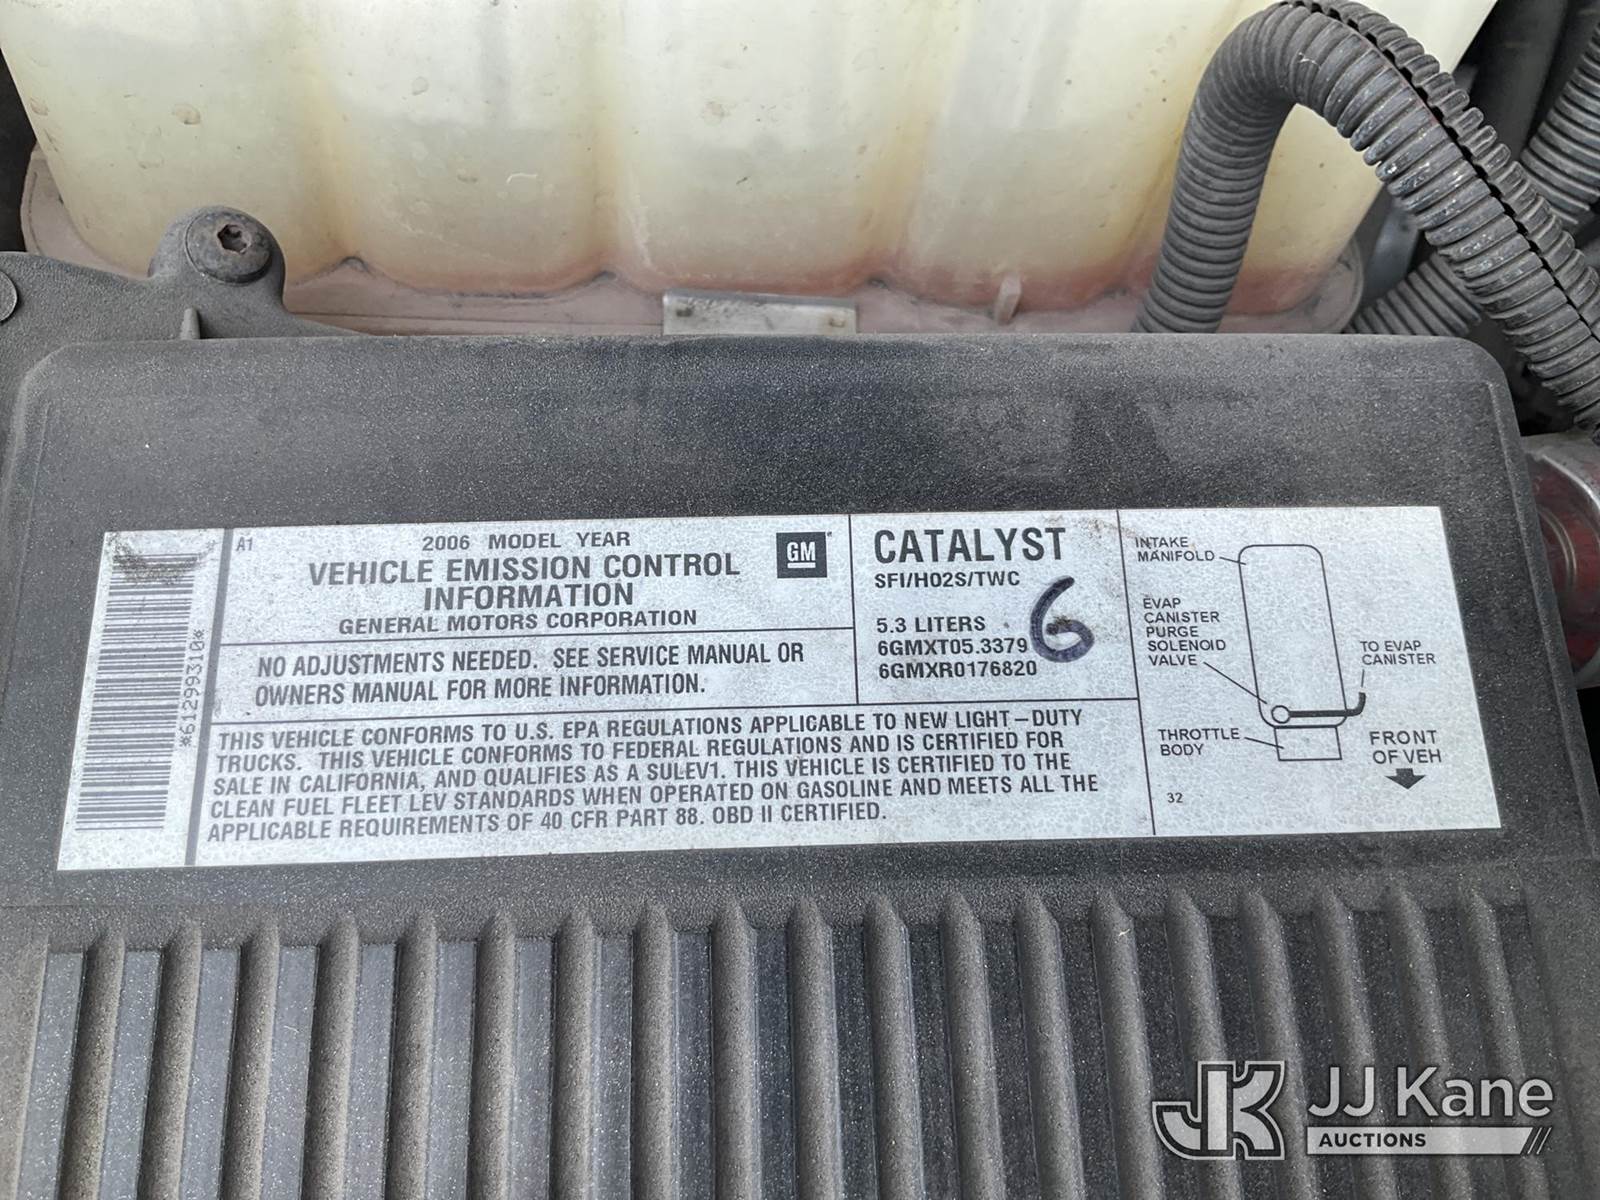 *61299310*
A1
2006 MODEL YEAR
VEHICLE EMISSION CONTROL
INFORMATION
GENERAL MOTORS CORPORATION
GM
NO ADJUSTMENTS NEEDED. SEE SERVICE MANUAL OR
OWNERS MANUAL FOR MORE INFORMATION.
CATALYST
SFI/HO2S/TWC
5.3 LITERS
6GMXT05.3379
6GMXR0176820
6
THIS VEHICLE CONFORMS TO U.S. EPA REGULATIONS APPLICABLE TO NEW LIGHT-DUTY
TRUCKS. THIS VEHICLE CONFORMS TO FEDERAL REGULATIONS AND IS CERTIFIED FOR
SALE IN CALIFORNIA, AND QUALIFIES AS A SULEV1. THIS VEHICLE IS CERTIFIED TO THE
CLEAN FUEL FLEET LEV STANDARDS WHEN OPERATED ON GASOLINE AND MEETS ALL THE
APPLICABLE REQUIREMENTS OF 40 CFR PART 88. OBD II CERTIFIED.
INTAKE
MANIFOLD
EVAP
CANISTER
PURGE
SOLENOID
VALVE
TO EVAP
CANISTER
THROTTLE
BODY
FRONT
OF VEH
32
JK
JJ Kane
AUCTIONS